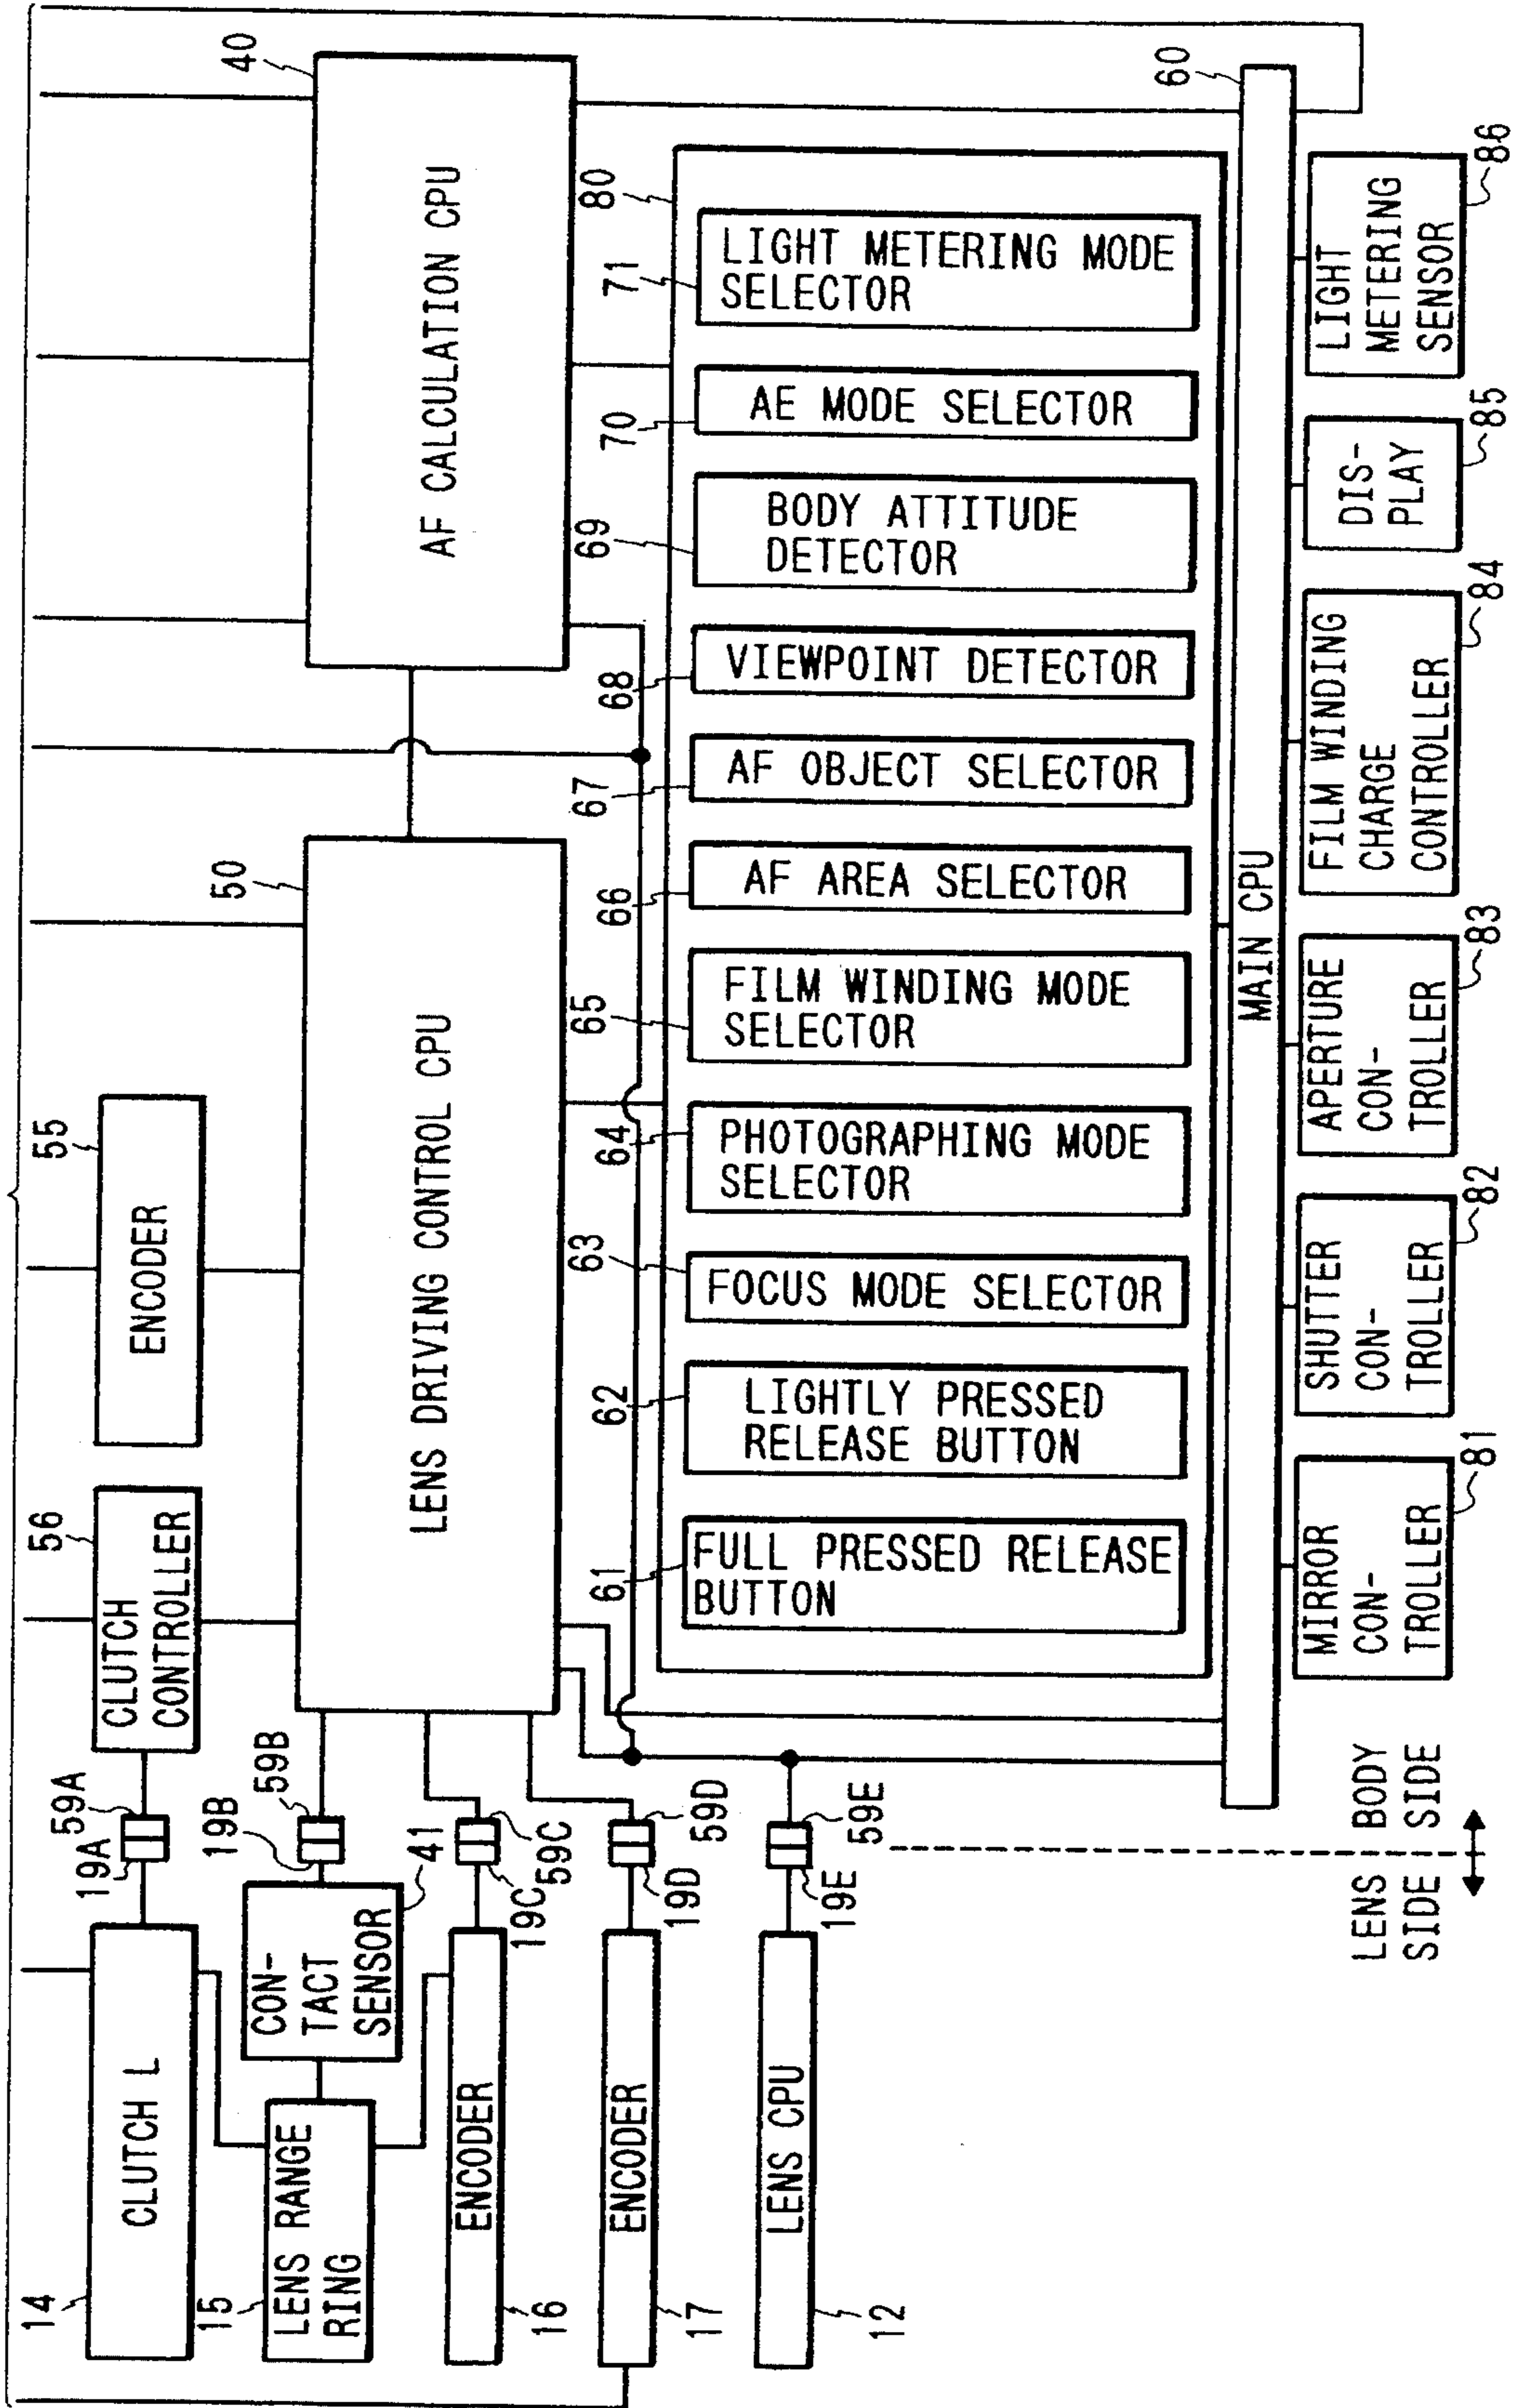 14
CLUTCH L
19A
59A
56
CLUTCH
CONTROLLER
55
ENCODER
40
AF CALCULATION CPU
50
LENS DRIVING CONTROL CPU
15
LENS RANGE
RING
CON-
TACT
SENSOR
41
19B
59B
16
ENCODER
19C
59C
17
ENCODER
19D
59D
12
LENS CPU
19E
59E
80
61
FULL PRESSED RELEASE
BUTTON
62
LIGHTLY PRESSED
RELEASE BUTTON
63
FOCUS MODE SELECTOR
64
PHOTOGRAPHING MODE
SELECTOR
65
FILM WINDING MODE
SELECTOR
66
AF AREA SELECTOR
67
AF OBJECT SELECTOR
68
VIEWPOINT DETECTOR
69
BODY ATTITUDE
DETECTOR
70
AE MODE SELECTOR
71
LIGHT METERING MODE
SELECTOR
60
MAIN CPU
MIRROR
CON-
TROLLER
81
SHUTTER
CON-
TROLLER
82
APERTURE
CON-
TROLLER
83
FILM WINDING
CHARGE
CONTROLLER
84
DIS-
PLAY
85
LIGHT
METERING
SENSOR
86
LENS
SIDE
BODY
SIDE